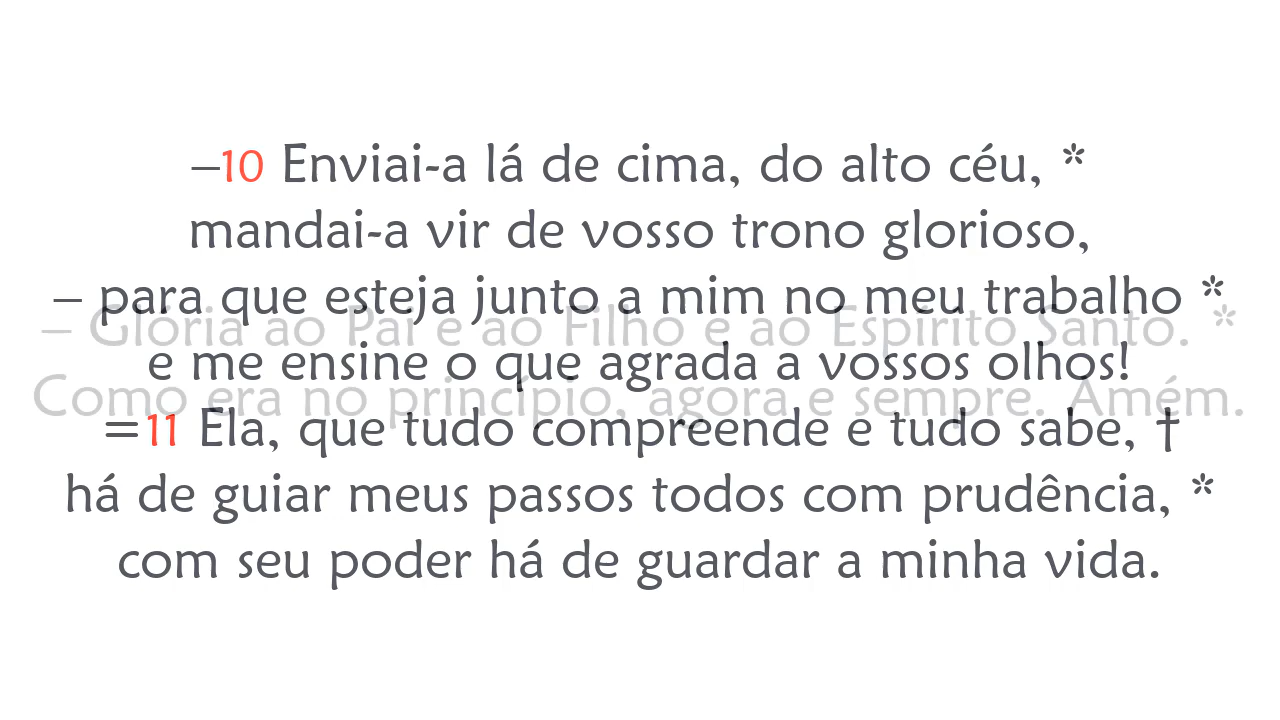 –10 Enviai-a lá de cima, do alto céu, *
mandai-a vir de vosso trono glorioso,
– para que esteja junto a mim no meu trabalho *
– Glória ao Pai e ao Filho e ao Espírito Santo. *
e me ensine o que agrada a vossos olhos!
Como era no princípio, agora e sempre. Amém.
=11 Ela, que tudo compreende e tudo sabe, †
há de guiar meus passos todos com prudência, *
com seu poder há de guardar a minha vida.